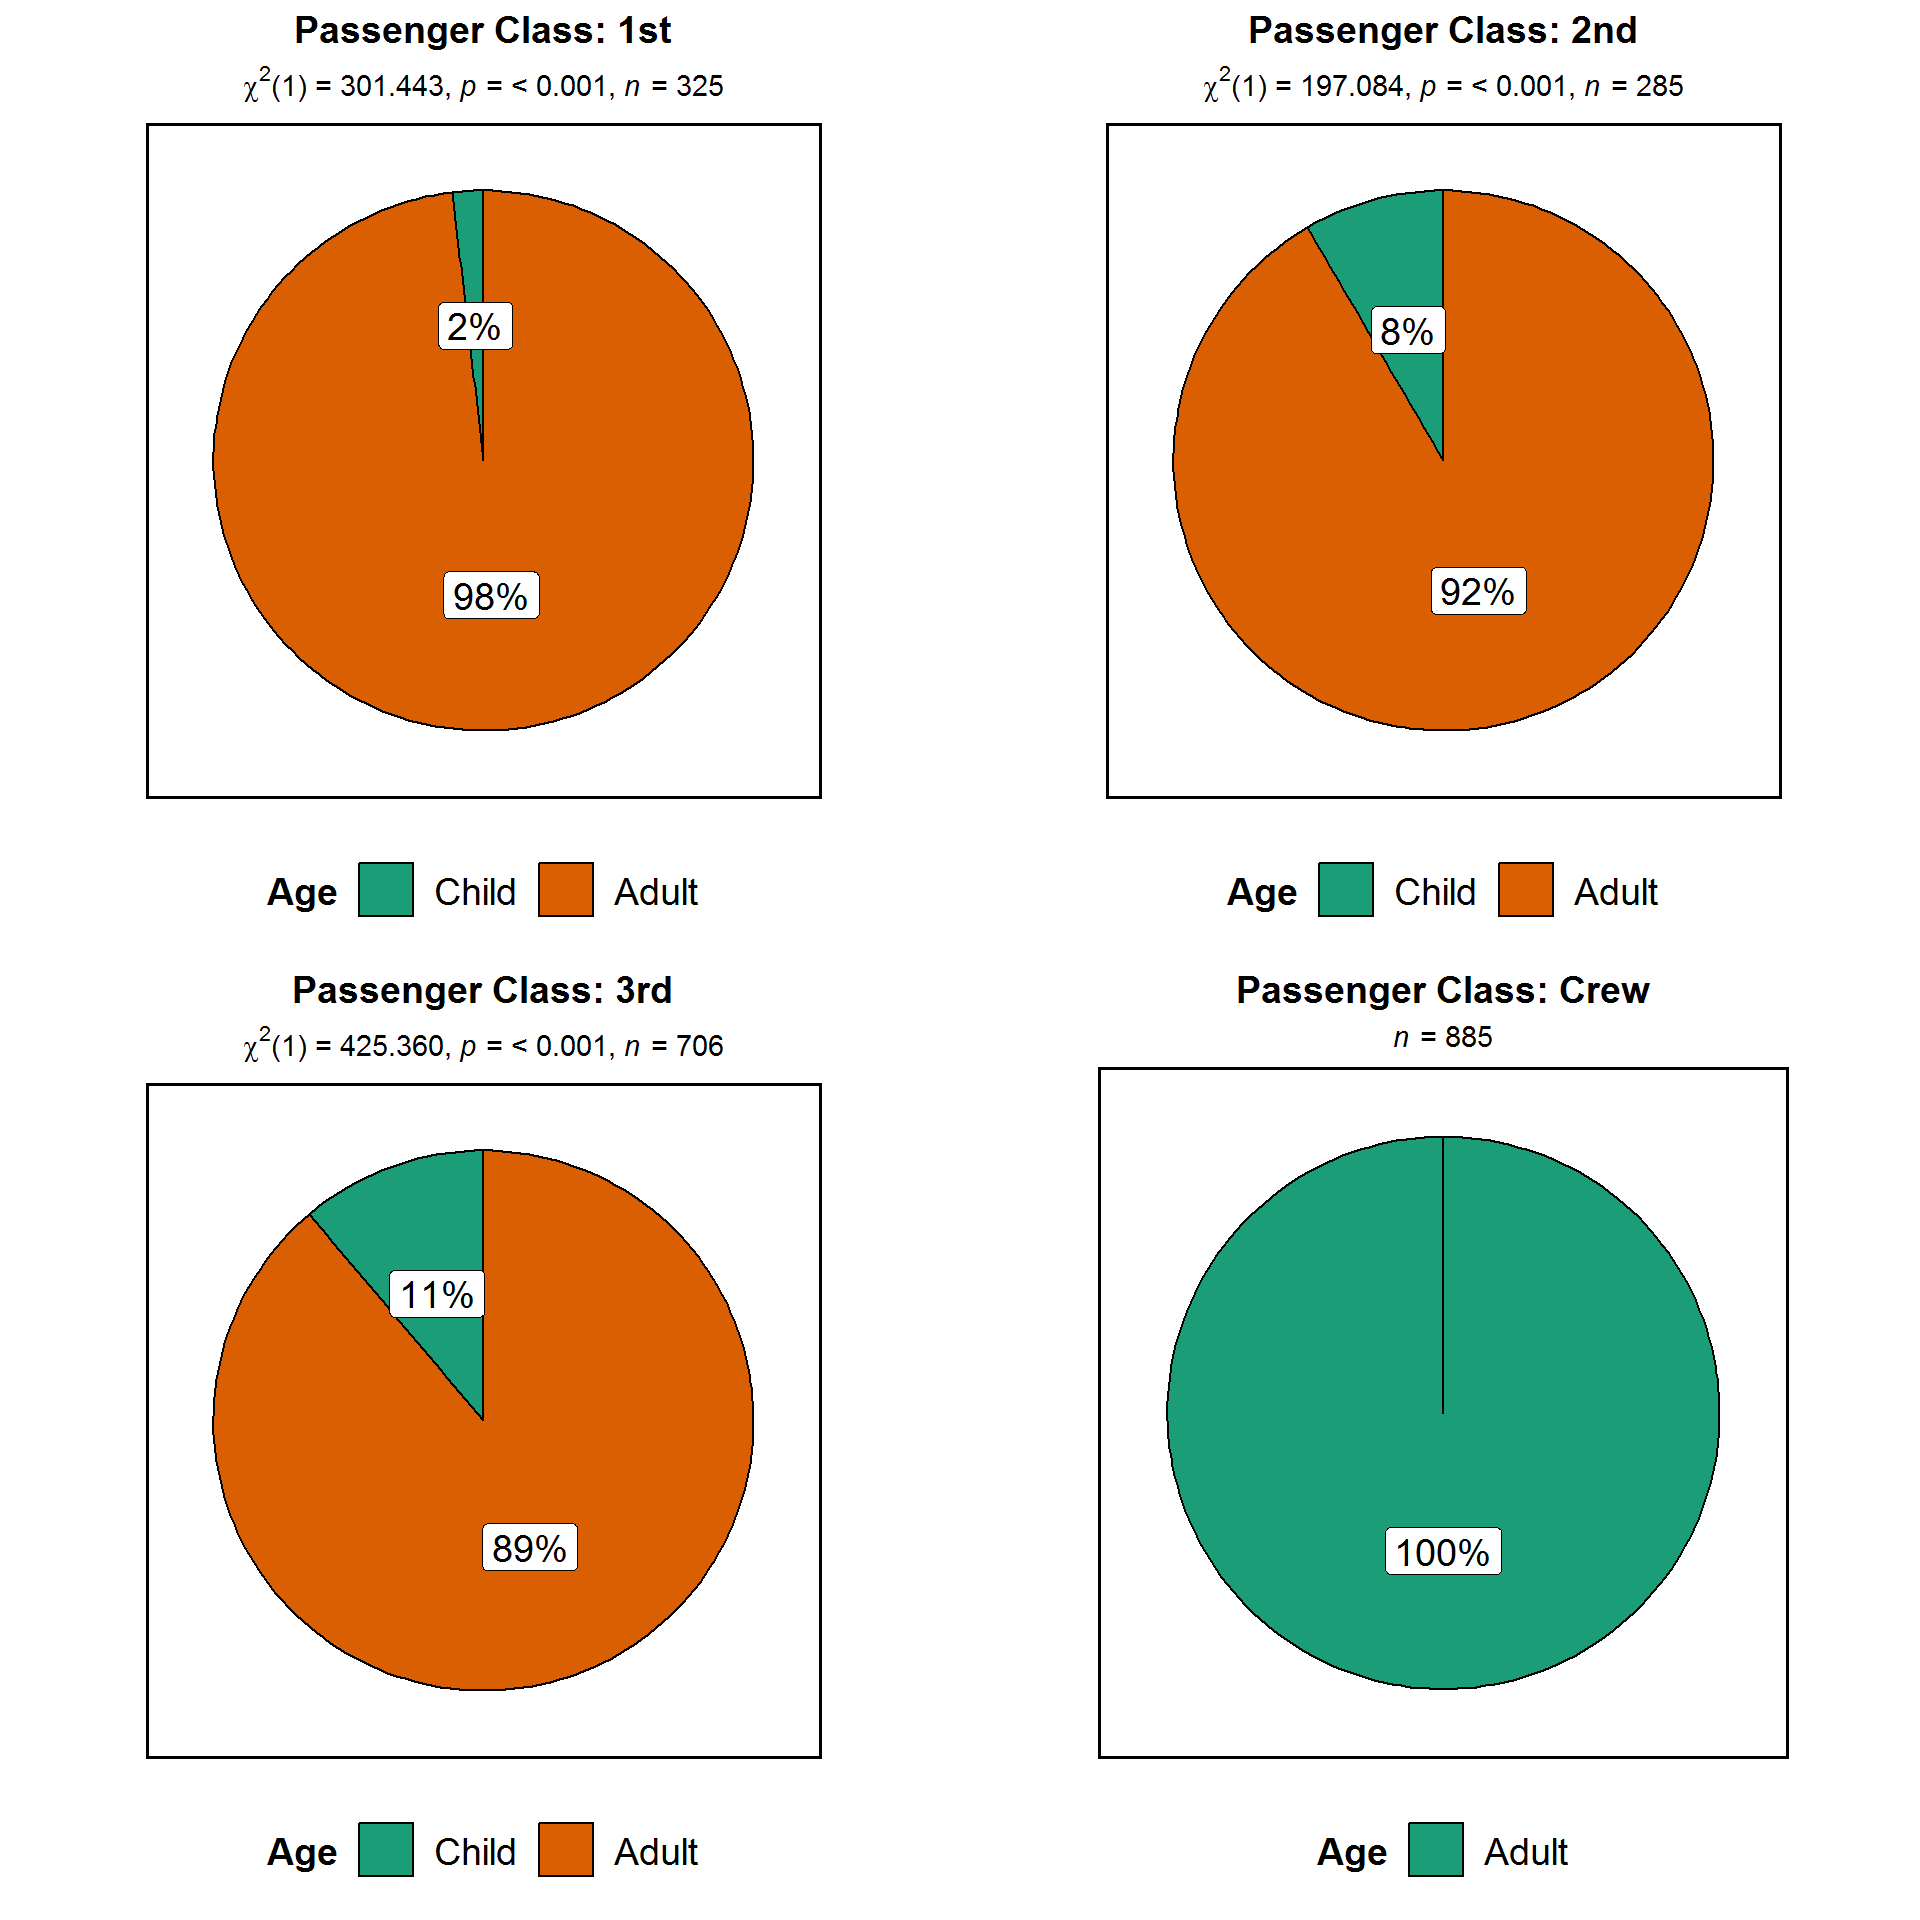 Passenger Class: 1st
χ²(1) = 301.443, p = < 0.001, n = 325
2%
98%
Age Child Adult
Passenger Class: 2nd
χ²(1) = 197.084, p = < 0.001, n = 285
8%
92%
Age Child Adult
Passenger Class: 3rd
χ²(1) = 425.360, p = < 0.001, n = 706
11%
89%
Age Child Adult
Passenger Class: Crew
n = 885
100%
Age Adult